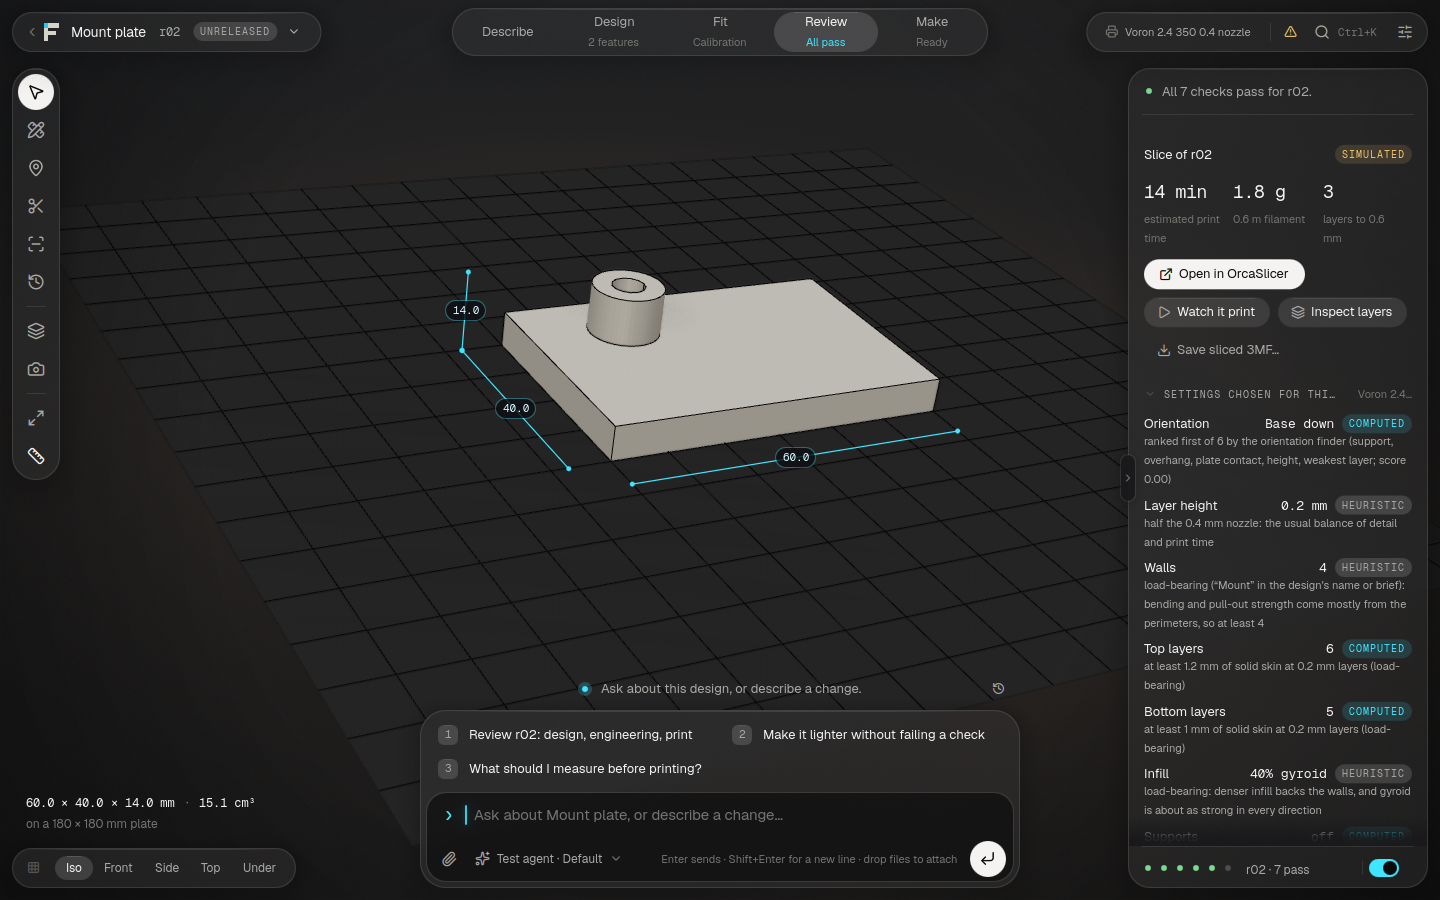 Mount plate r02 UNRELEASED
Describe
Design
2 features
Fit
Calibration
Review
All pass
Make
Ready
Voron 2.4 350 0.4 nozzle
Ctrl+K
All 7 checks pass for r02.
Slice of r02 SIMULATED
14 min 1.8 g 3
estimated print 0.6 m filament layers to 0.6
time mm
Open in OrcaSlicer
Watch it print Inspect layers
Save sliced 3MF…
SETTINGS CHOSEN FOR THI… Voron 2.4…
Orientation Base down COMPUTED
ranked first of 6 by the orientation finder (support,
overhang, plate contact, height, weakest layer; score
0.00)
Layer height 0.2 mm HEURISTIC
half the 0.4 mm nozzle: the usual balance of detail
and print time
Walls 4 HEURISTIC
load-bearing (“Mount” in the design's name or brief):
bending and pull-out strength come mostly from the
perimeters, so at least 4
Top layers 6 COMPUTED
at least 1.2 mm of solid skin at 0.2 mm layers (load-
bearing)
Bottom layers 5 COMPUTED
at least 1 mm of solid skin at 0.2 mm layers (load-
bearing)
Infill 40% gyroid HEURISTIC
load-bearing: denser infill backs the walls, and gyroid
is about as strong in every direction
Supports off COMPUTED
r02 · 7 pass
14.0
40.0
60.0
Ask about this design, or describe a change.
1 Review r02: design, engineering, print
2 Make it lighter without failing a check
3 What should I measure before printing?
Ask about Mount plate, or describe a change…
Test agent · Default
Enter sends · Shift+Enter for a new line · drop files to attach
60.0 × 40.0 × 14.0 mm · 15.1 cm³
on a 180 × 180 mm plate
Iso Front Side Top Under